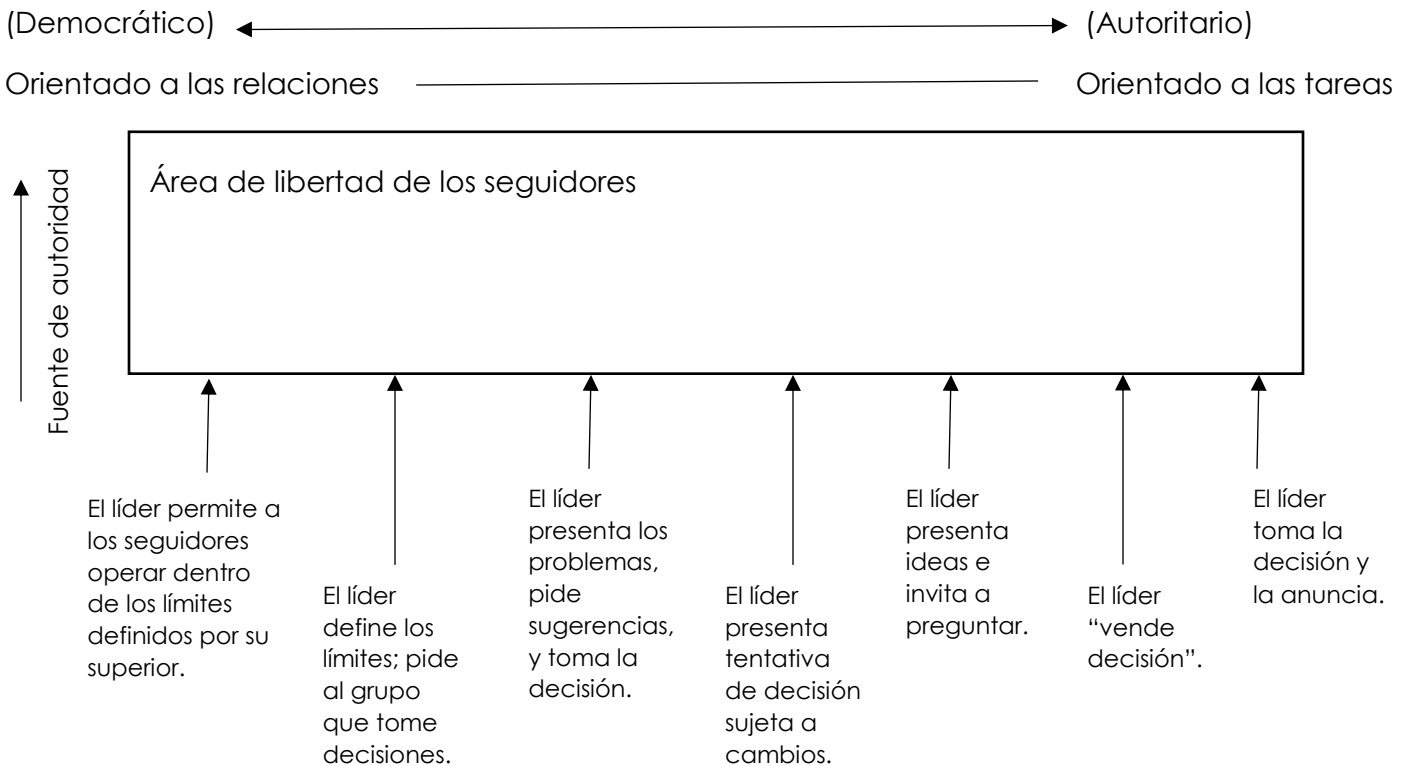 (Democrático)
(Autoritario)
Orientado a las relaciones
Orientado a las tareas
Fuente de autoridad
Área de libertad de los seguidores
El líder permite a
los seguidores
operar dentro
de los límites
definidos por su
superior.
El líder
define los
límites; pide
al grupo
que tome
decisiones.
El líder
presenta los
problemas,
pide
sugerencias,
y toma la
decisión.
El líder
presenta
tentativa
de decisión
sujeta a
cambios.
El líder
presenta
ideas e
invita a
preguntar.
El líder
“vende
decisión”.
El líder
toma la
decisión y
la anuncia.